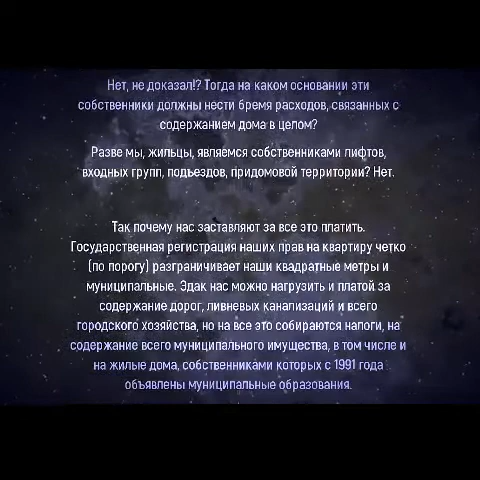 Нет, не доказал!? Тогда на каком основании эти
собственники должны нести бремя расходов, связанных с
содержанием дома в целом?
Разве мы, жильцы, являемся собственниками лифтов,
входных групп, подъездов, придомовой территории? Нет.
Так почему нас заставляют за все это платить.
Государственная регистрация наших прав на квартиру четко
(по порогу) разграничивает наши квадратные метры и
муниципальные. Эдак нас можно нагрузить и платой за
содержание дорог, ливневых канализаций и всего
городского хозяйства, но на все это собираются налоги, на
содержание всего муниципального имущества, в том числе и
на жилые дома, собственниками которых с 1991 года
объявлены муниципальные образования.